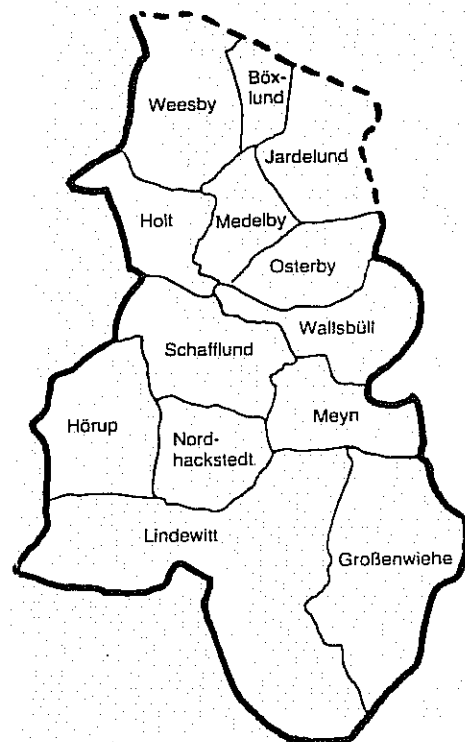 Böx-
lund
Weesby
Jardelund
Holt
Medelby
Osterby
Wallsbüll
Schafflund
Hörup
Nord-
hackstedt
Meyn
Lindewitt
Großenwiehe